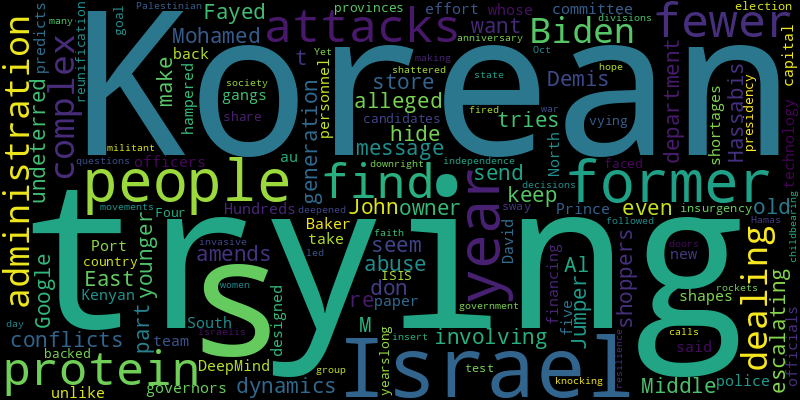 Palestinian
provinces
effort
whose
committee
election
many
goal
Fayed
attacks
want
Biden
fewer
divisions
predicts
reunification
Mohamed
anniversary
back
Yet
making
Oct
hope
capital
administration
complex
Korean
make
hampered
t
store
shattered
state
Demis
undeterred
society
gangs
share
generation
personnel
alleged
candidates
fired
war
tries
vying
department
shortages
Hassabis
presidency
technology
militant
questions
officers
au
hide
message
downright
independence
North
faced
people
find
send
former
movements
Four
Hundreds
deepened
John
owner
keep
decisions
sway
Prince
even
insurgency
old
Hamas
childbearing
trying
s
year
Google
Port
country
East
Kenyan
younger
invasive
amends
women
Baker
take
led
faith
seem
abuse
ISIS
don
David
followed
financing
Al
five
Jumper
shoppers
new
doors
rockets
dealing
escalating
officials
day
South
Israelis
designed
re
paper
M
government
shapes
calls
said
conflicts
part
team
yearslong
insert
involving
resilience
backed
protein
DeepMind
group
Israel
test
unlike
governors
dynamics
knocking
Middle
police